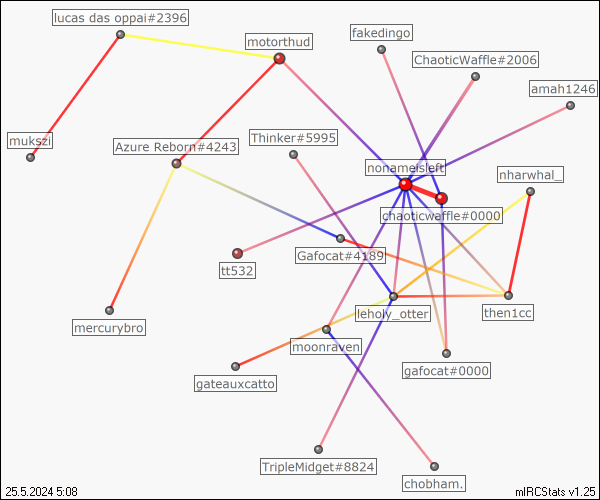 lucas das oppai#2396
motorthud
fakedingo
ChaoticWaffle#2006
amah1246
mukszi
Azure Reborn#4243
Thinker#5995
nonameisleft
nharwhal_
chaoticwaffle#0000
Gafocat#4189
tt532
mercurybro
leholy_otter
then1cc
moonraven
gateauxcatto
gafocat#0000
TripleMidget#8824
chobham.
25.5.2024 5:08
mIRCStats v1.25